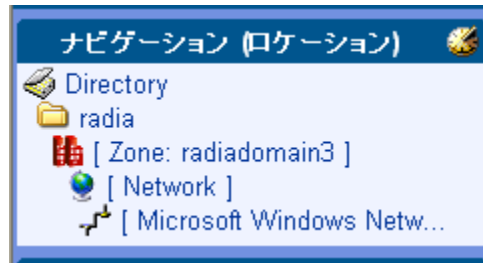 ナビゲーション (ロケーション)
Directory
radia
[ Zone: radiadomain3 ]
[ Network ]
[ Microsoft Windows Netw...